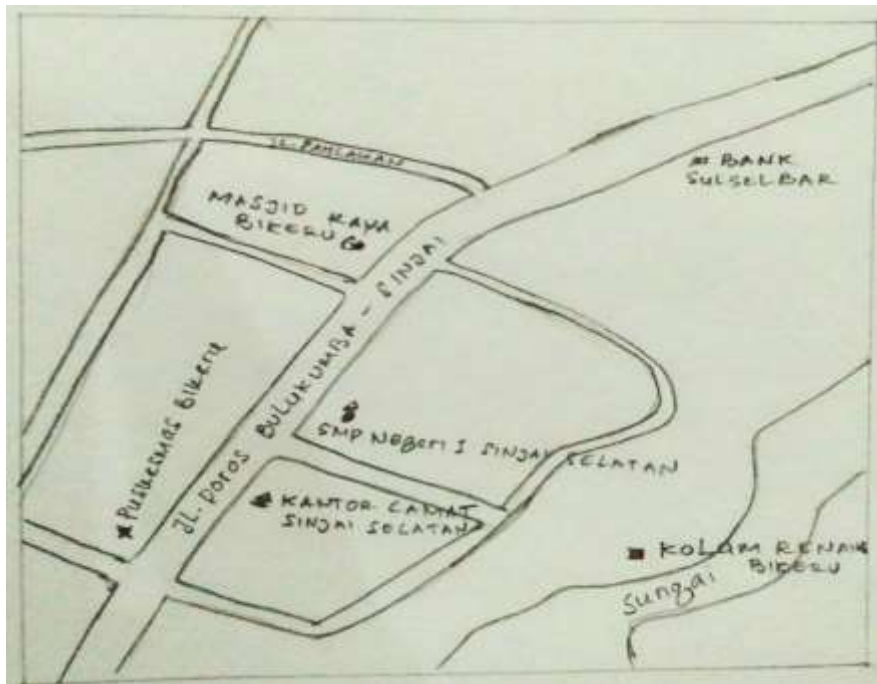 JL. PAHLAWAN
BANK
SULSELBAR
MASJID RAYA
BIKERU
JL. POROS BULUKUMBA - SINJAI
Puskesmas Bikeru
SMP NEGERI I SINJAI SELATAN
KANTOR CAMAT
SINJAI SELATAN
KOLAM RENANG
BIKERU
Sungai